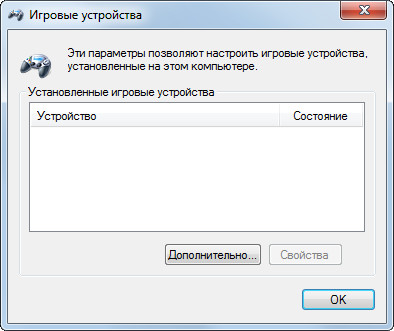 Игровые устройства
Эти параметры позволяют настроить игровые устройства,
установленные на этом компьютере.
Установленные игровые устройства
Устройство Состояние
Дополнительно... Свойства
OK